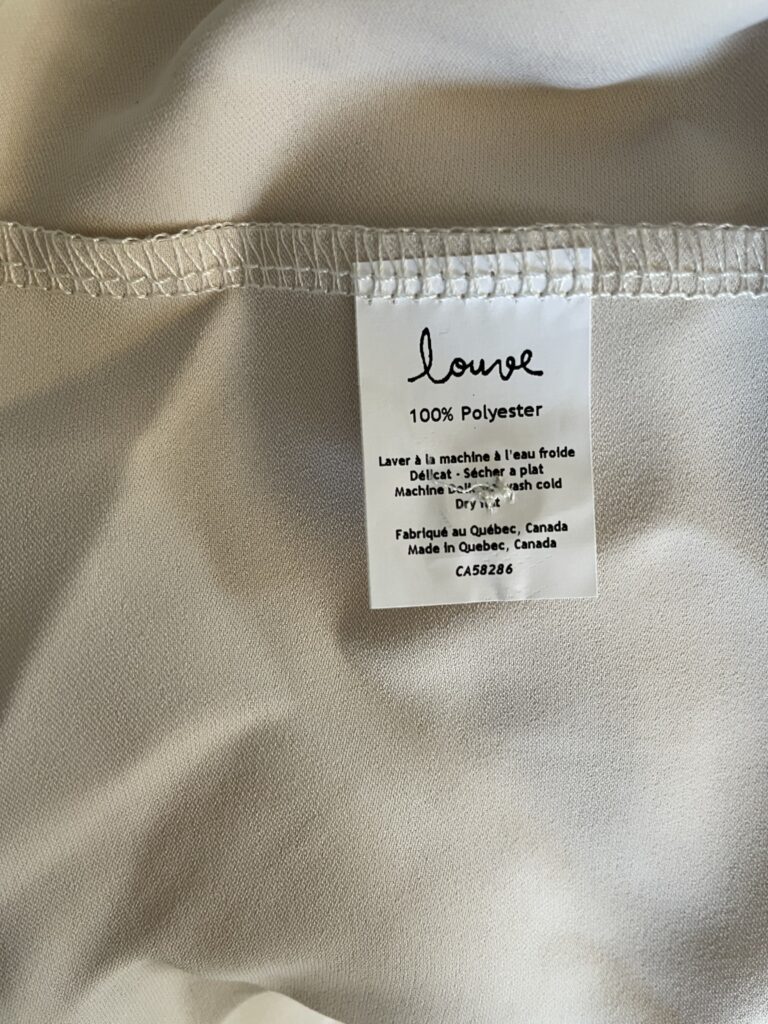 louve
100% Polyester
Laver à la machine à l'eau froide
Délicat - Sécher a plat
Machine wash cold
Dry
Fabriqué au Québec, Canada
Made in Quebec, Canada
CA58286